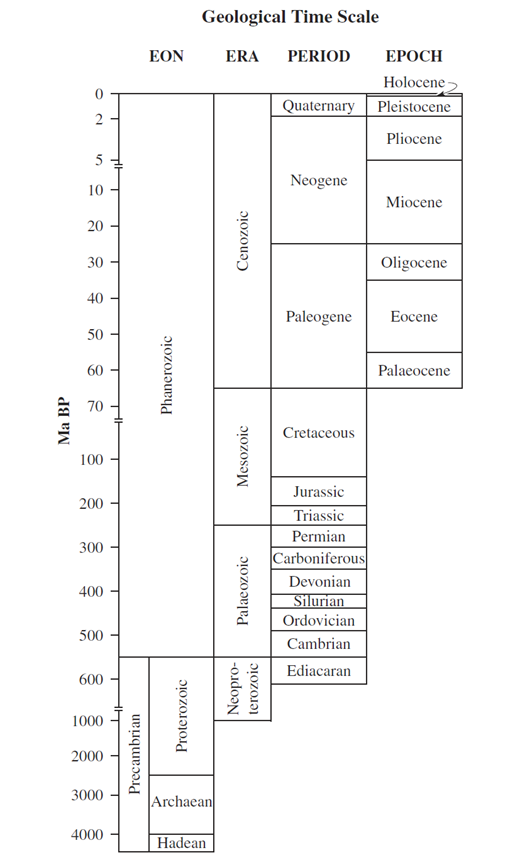 Geological Time Scale
EON ERA PERIOD EPOCH
Holocene
0
Quaternary Pleistocene
2
Pliocene
5
Neogene
10
Miocene
20
Cenozoic
Oligocene
30
40
Paleogene Eocene
50
60 Palaeocene
Phanerozoic
70
Ma BP
Cretaceous
Mesozoic
100
Jurassic
200
Triassic
Permian
300
Carboniferous
Palaeozoic
Devonian
400
Silurian
Ordovician
500
Cambrian
600
Ediacaran
Neopro-
terozoic
Proterozoic
1000
Precambrian
2000
3000 Archaean
4000
Hadean